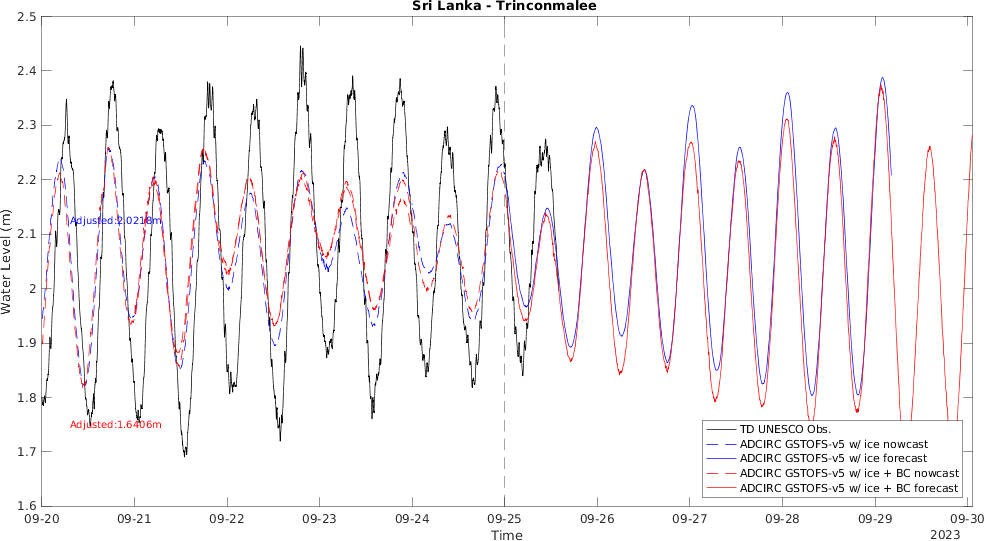 Sri Lanka - Trinconmalee
2.5
2.4
2.3
2.2
2.1
2
1.9
1.8
1.7
1.6
Water Level (m)
Adjusted:2.0218m
Adjusted:1.6406m
TD UNESCO Obs.
ADCIRC GSTOFS-v5 w/ ice nowcast
ADCIRC GSTOFS-v5 w/ ice forecast
ADCIRC GSTOFS-v5 w/ ice + BC nowcast
ADCIRC GSTOFS-v5 w/ ice + BC forecast
09-20 09-21 09-22 09-23 09-24 09-25 09-26 09-27 09-28 09-29 09-30
Time
2023